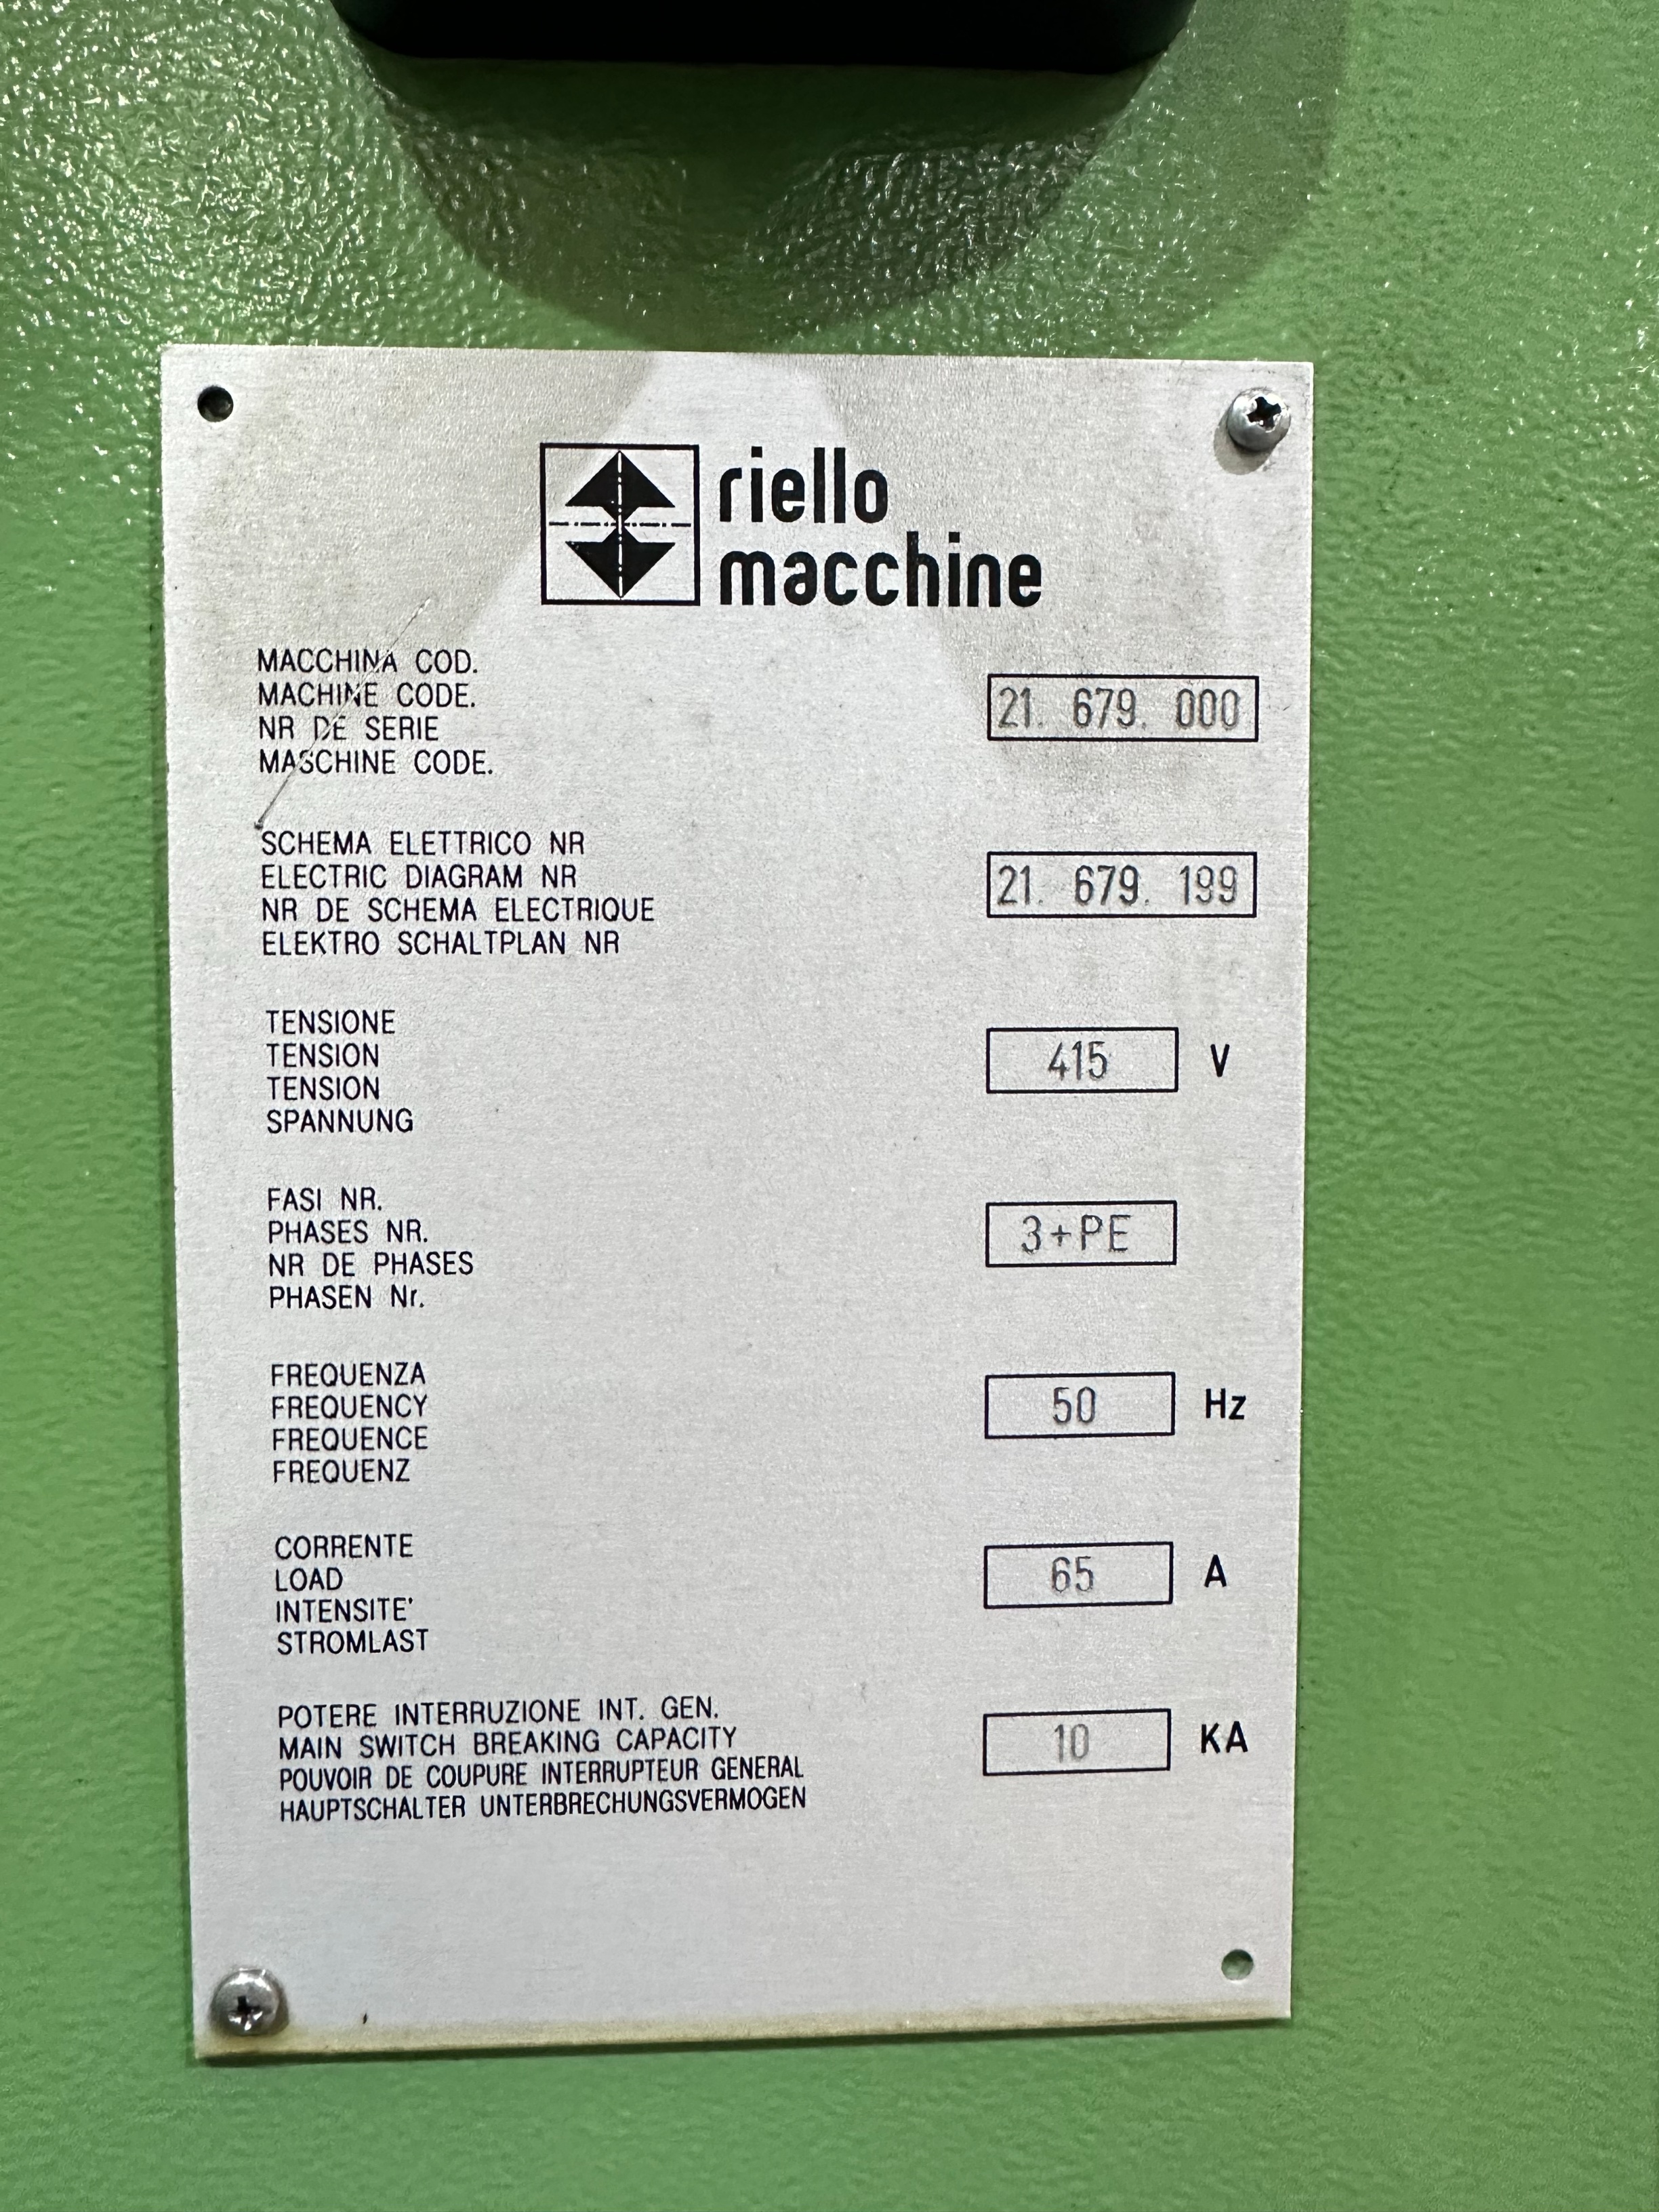 riello
macchine
MACCHINA COD.
MACHINE CODE.
NR DE SERIE
MASCHINE CODE.
21. 679. 000
SCHEMA ELETTRICO NR
ELECTRIC DIAGRAM NR
NR DE SCHEMA ELECTRIQUE
ELEKTRO SCHALTPLAN NR
21. 679. 199
TENSIONE
TENSION
TENSION
SPANNUNG
415 V
FASI NR.
PHASES NR.
NR DE PHASES
PHASEN Nr.
3+PE
FREQUENZA
FREQUENCY
FREQUENCE
FREQUENZ
50 Hz
CORRENTE
LOAD
INTENSITE'
STROMLAST
65 A
POTERE INTERRUZIONE INT. GEN.
MAIN SWITCH BREAKING CAPACITY
POUVOIR DE COUPURE INTERRUPTEUR GENERAL
HAUPTSCHALTER UNTERBRECHUNGSVERMOGEN
10 KA